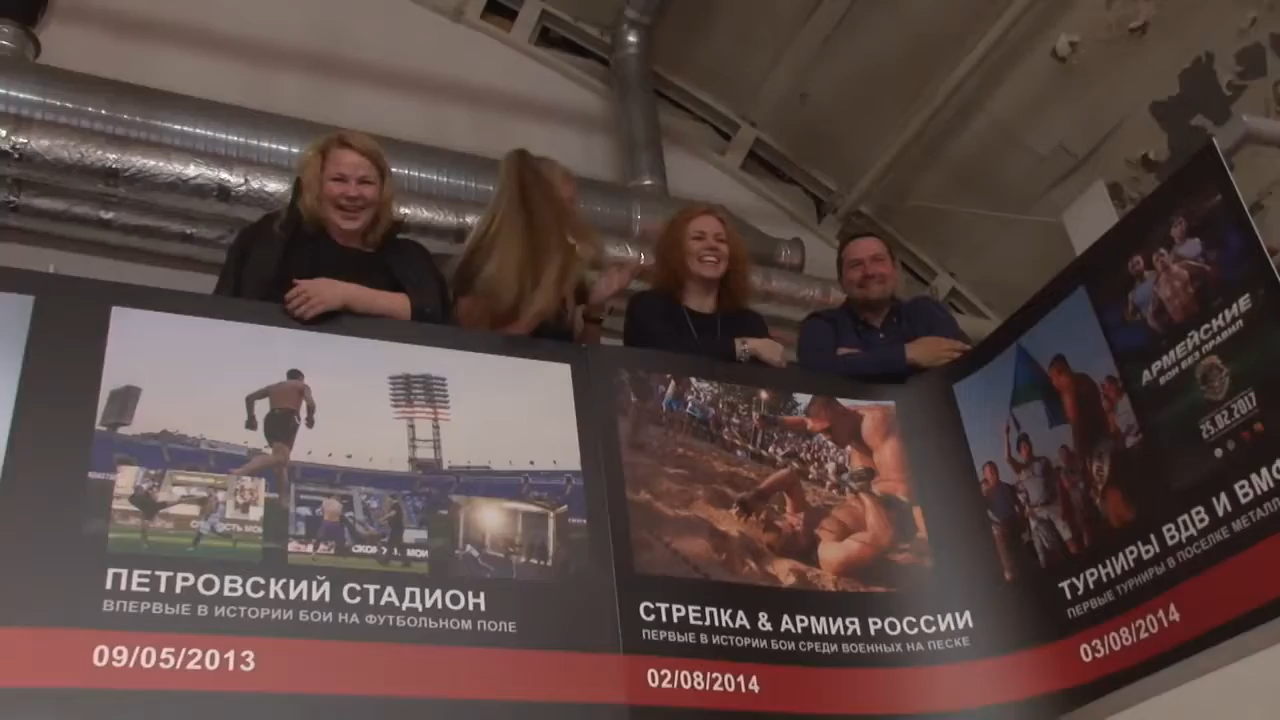 ПЕТРОВСКИЙ СТАДИОН
ВПЕРВЫЕ В ИСТОРИИ БОИ НА ФУТБОЛЬНОМ ПОЛЕ
09/05/2013
СТРЕЛКА & АРМИЯ РОССИИ
ПЕРВЫЕ В ИСТОРИИ БОИ СРЕДИ ВОЕННЫХ НА ПЕСКЕ
02/08/2014
АРМЕЙСКИЕ
БОИ БЕЗ ПРАВИЛ
25.02.2017
ТУРНИРЫ ВДВ И ВМФ
ПЕРВЫЕ ТУРНИРЫ В ПОСЕЛКЕ
03/08/2014